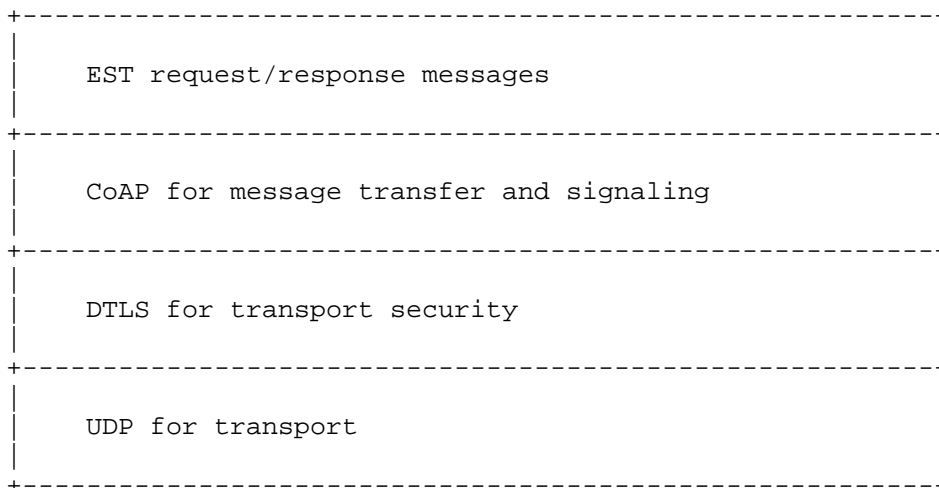 EST request/response messages
CoAP for message transfer and signaling
DTLS for transport security
UDP for transport